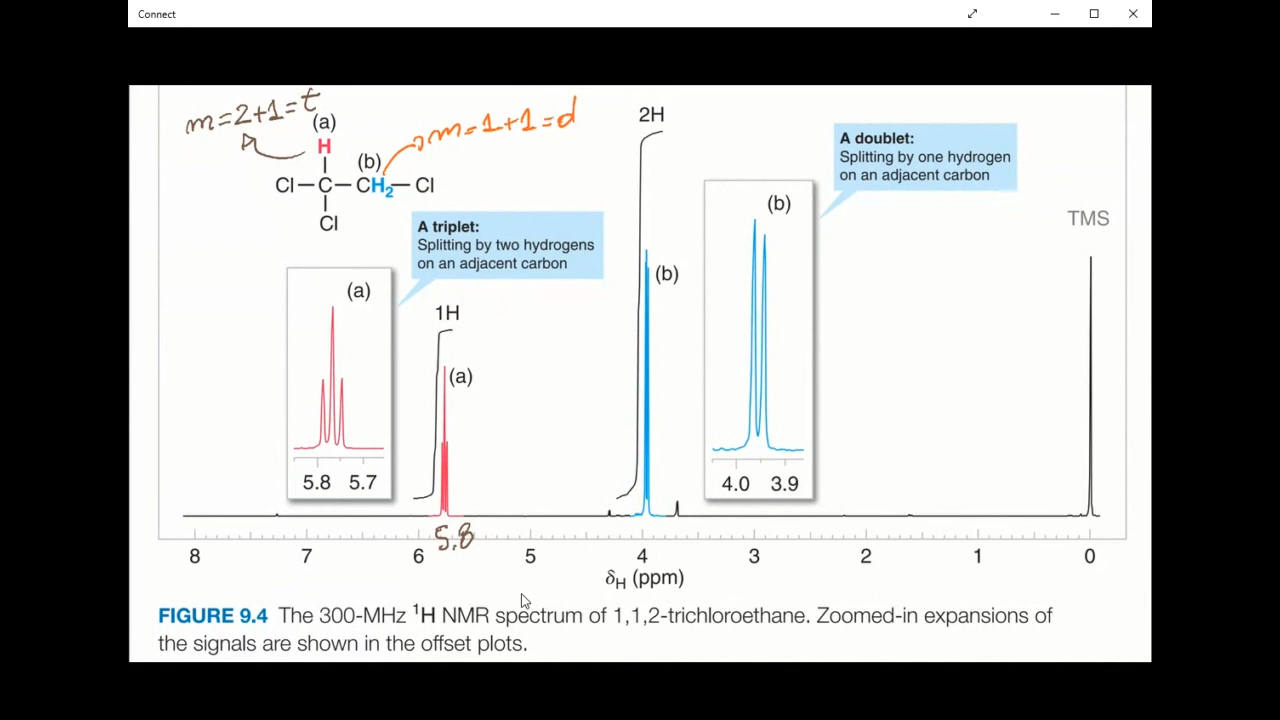 Connect
m=2+1=t
(a)
H
m=1+1=d
(b)
Cl—C—CH2—Cl
Cl
A triplet:
Splitting by two hydrogens
on an adjacent carbon
(a)
5.8 5.7
1H
(a)
2H
(b)
A doublet:
Splitting by one hydrogen
on an adjacent carbon
(b)
4.0 3.9
TMS
5.8
8 7 6 5 4 3 2 1 0
δH (ppm)
FIGURE 9.4 The 300-MHz ¹H NMR spectrum of 1,1,2-trichloroethane. Zoomed-in expansions of
the signals are shown in the offset plots.